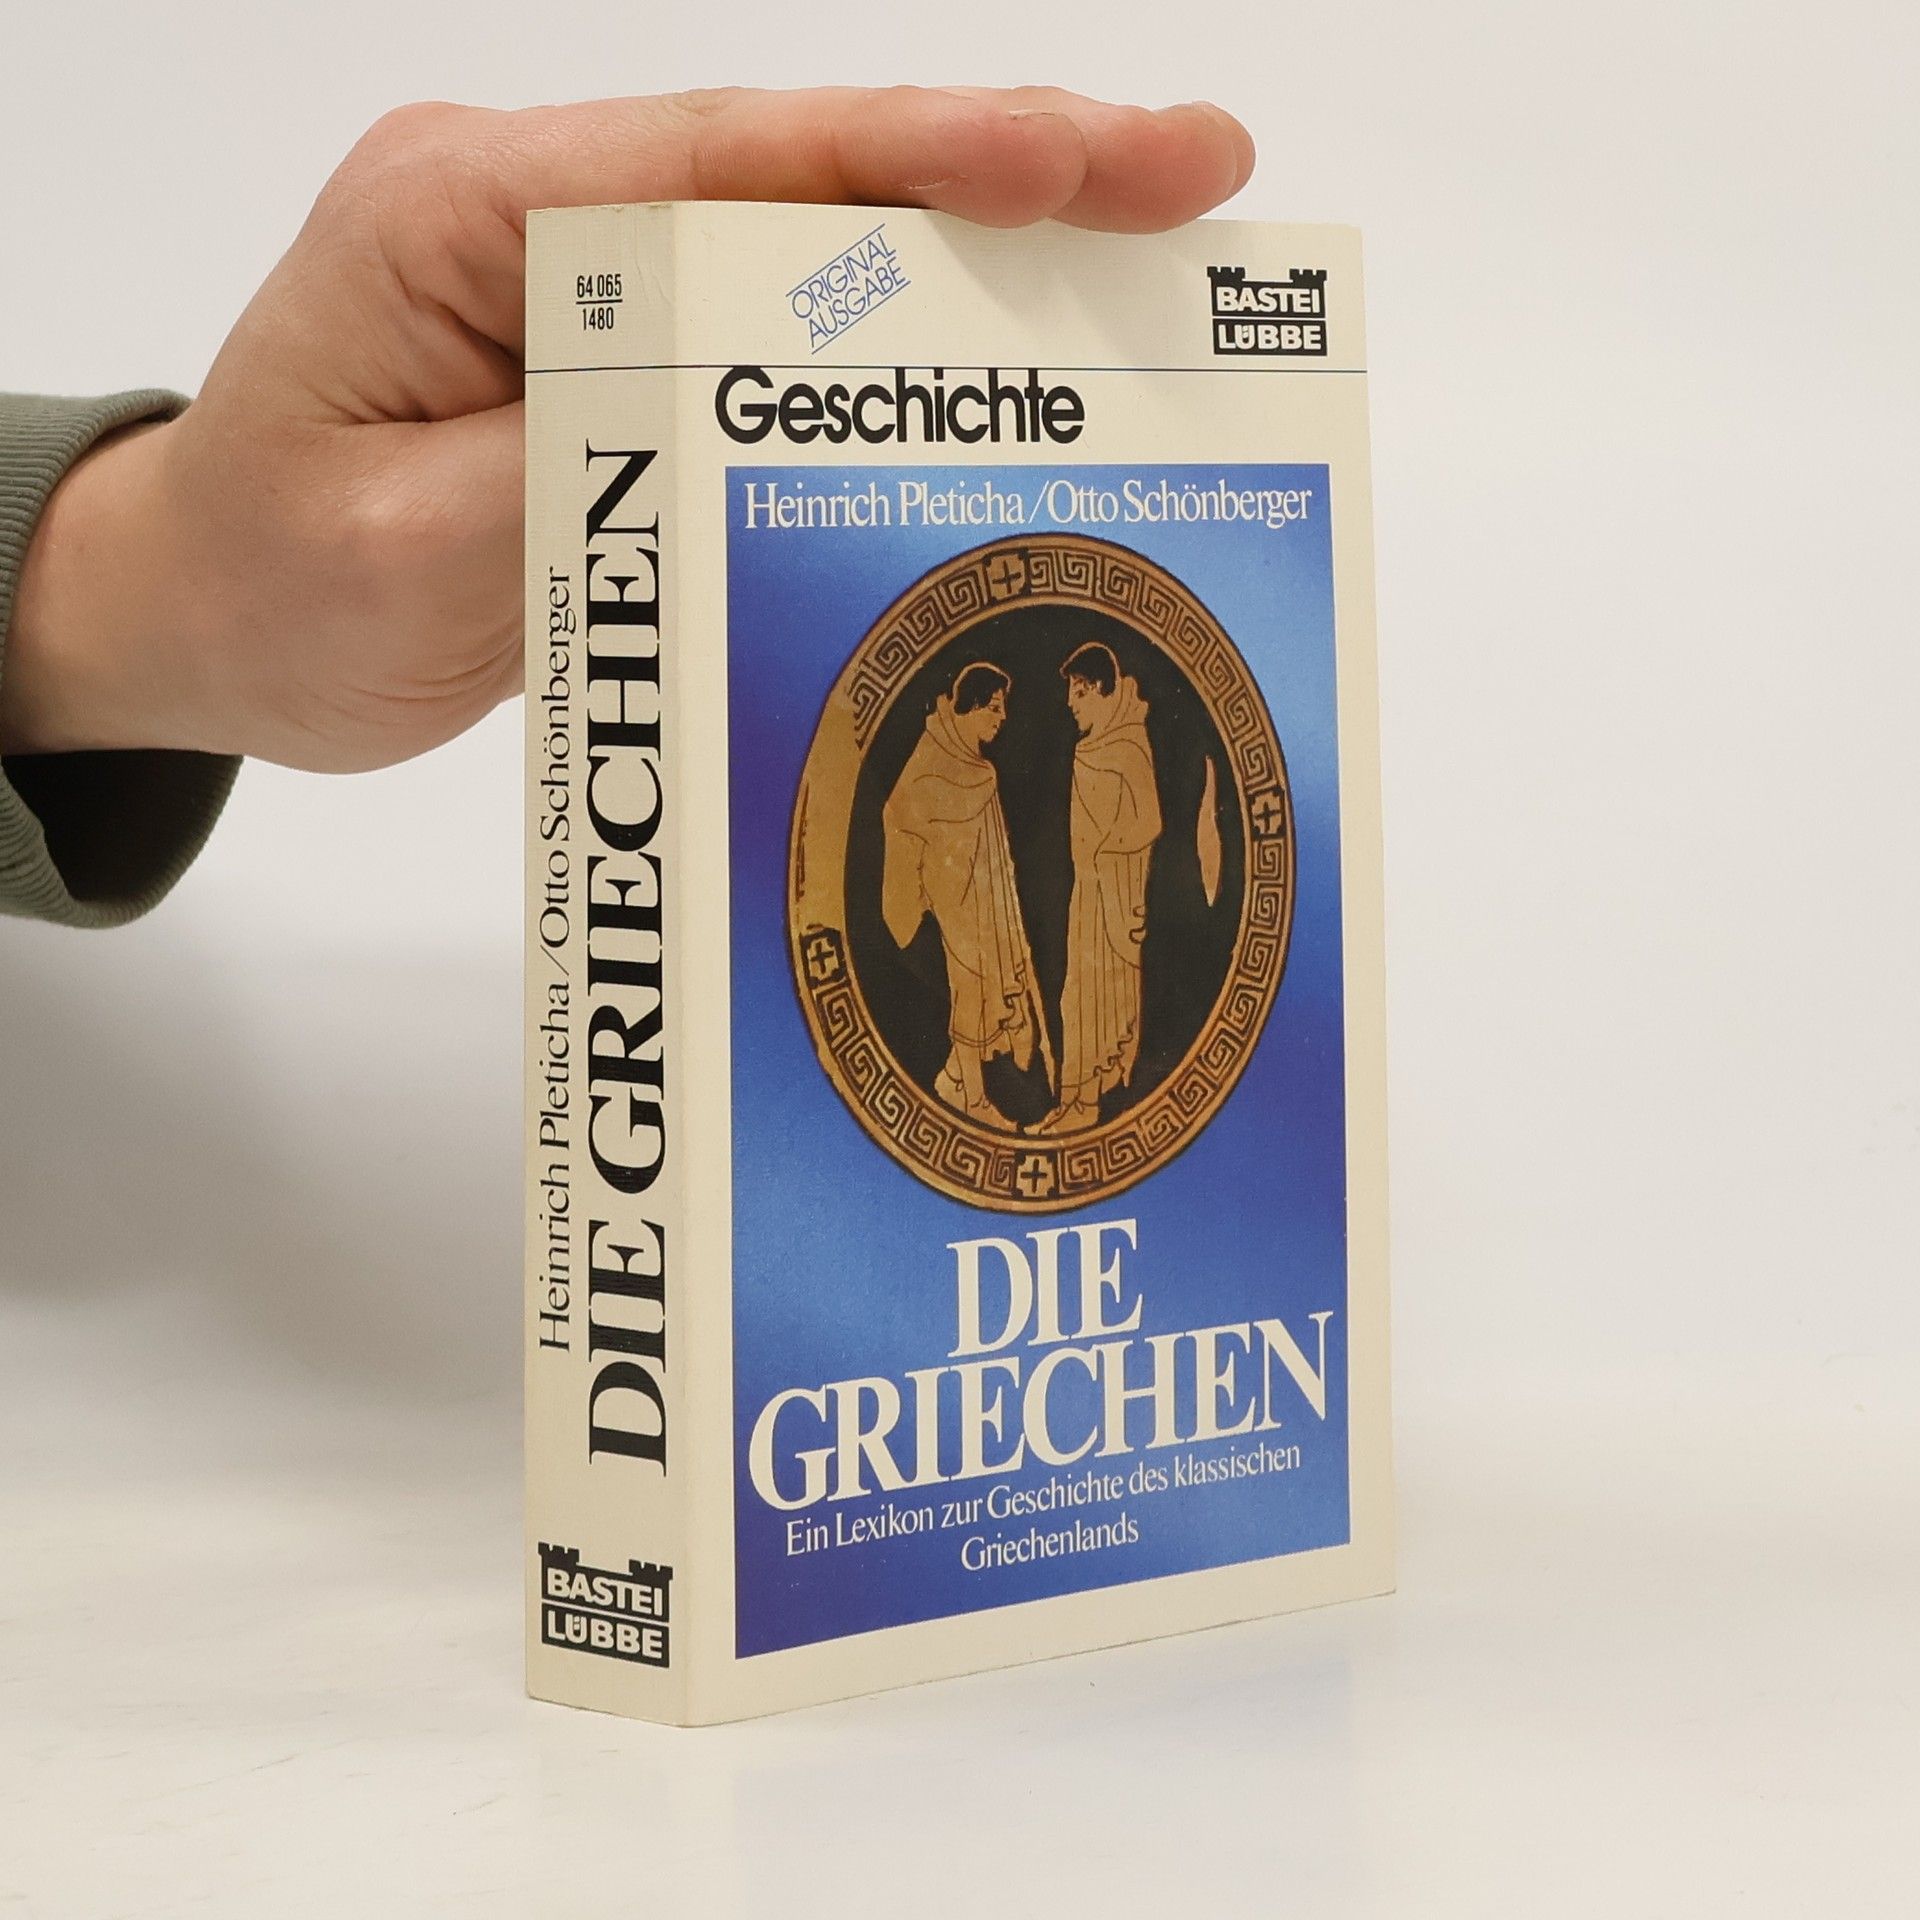 64 065
1480
Heinrich Pleticha/Otto Schönberger
DIE GRIECHEN
BASTEI
LÜBBE
ORIGINAL
AUSGABE
BASTEI
LÜBBE
Geschichte
Heinrich Pleticha/Otto Schönberger
DIE
GRIECHEN
Ein Lexikon zur Geschichte des klassischen
Griechenlands